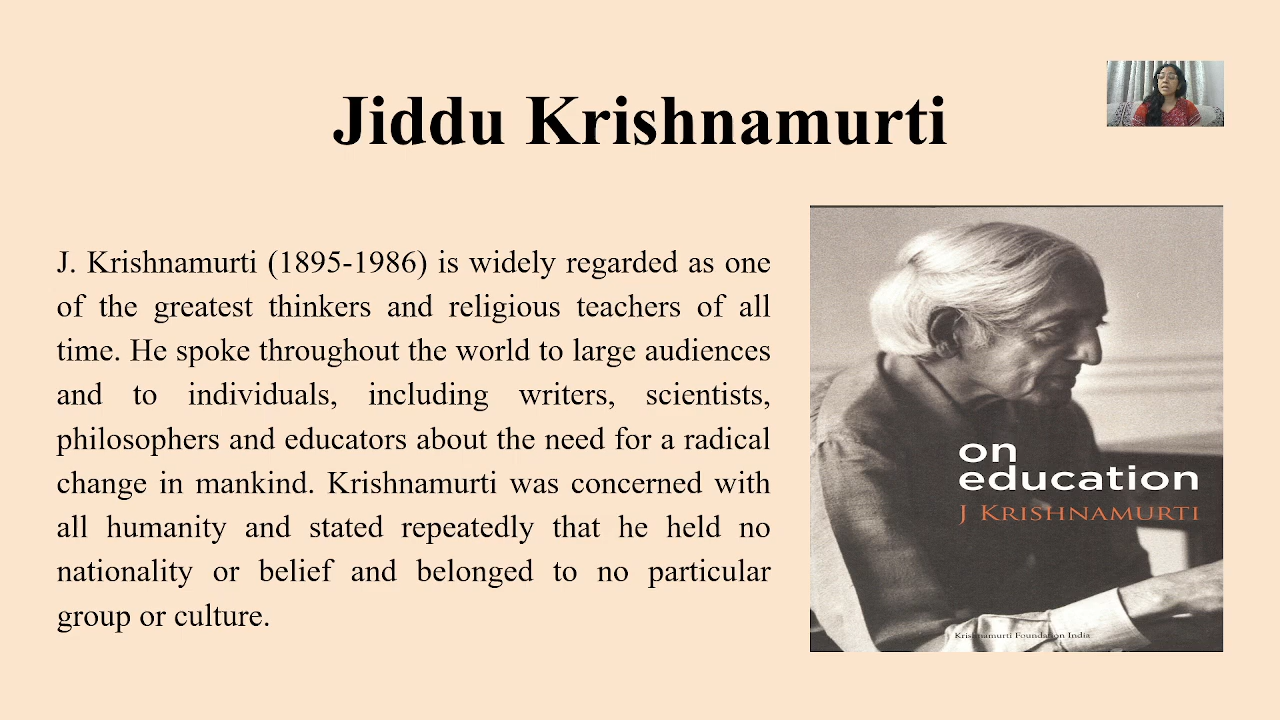 Jiddu Krishnamurti
J. Krishnamurti (1895-1986) is widely regarded as one
of the greatest thinkers and religious teachers of all
time. He spoke throughout the world to large audiences
and to individuals, including writers, scientists,
philosophers and educators about the need for a radical
change in mankind. Krishnamurti was concerned with
all humanity and stated repeatedly that he held no
nationality or belief and belonged to no particular
group or culture.
on
education
J KRISHNAMURTI
Krishnamurti Foundation India